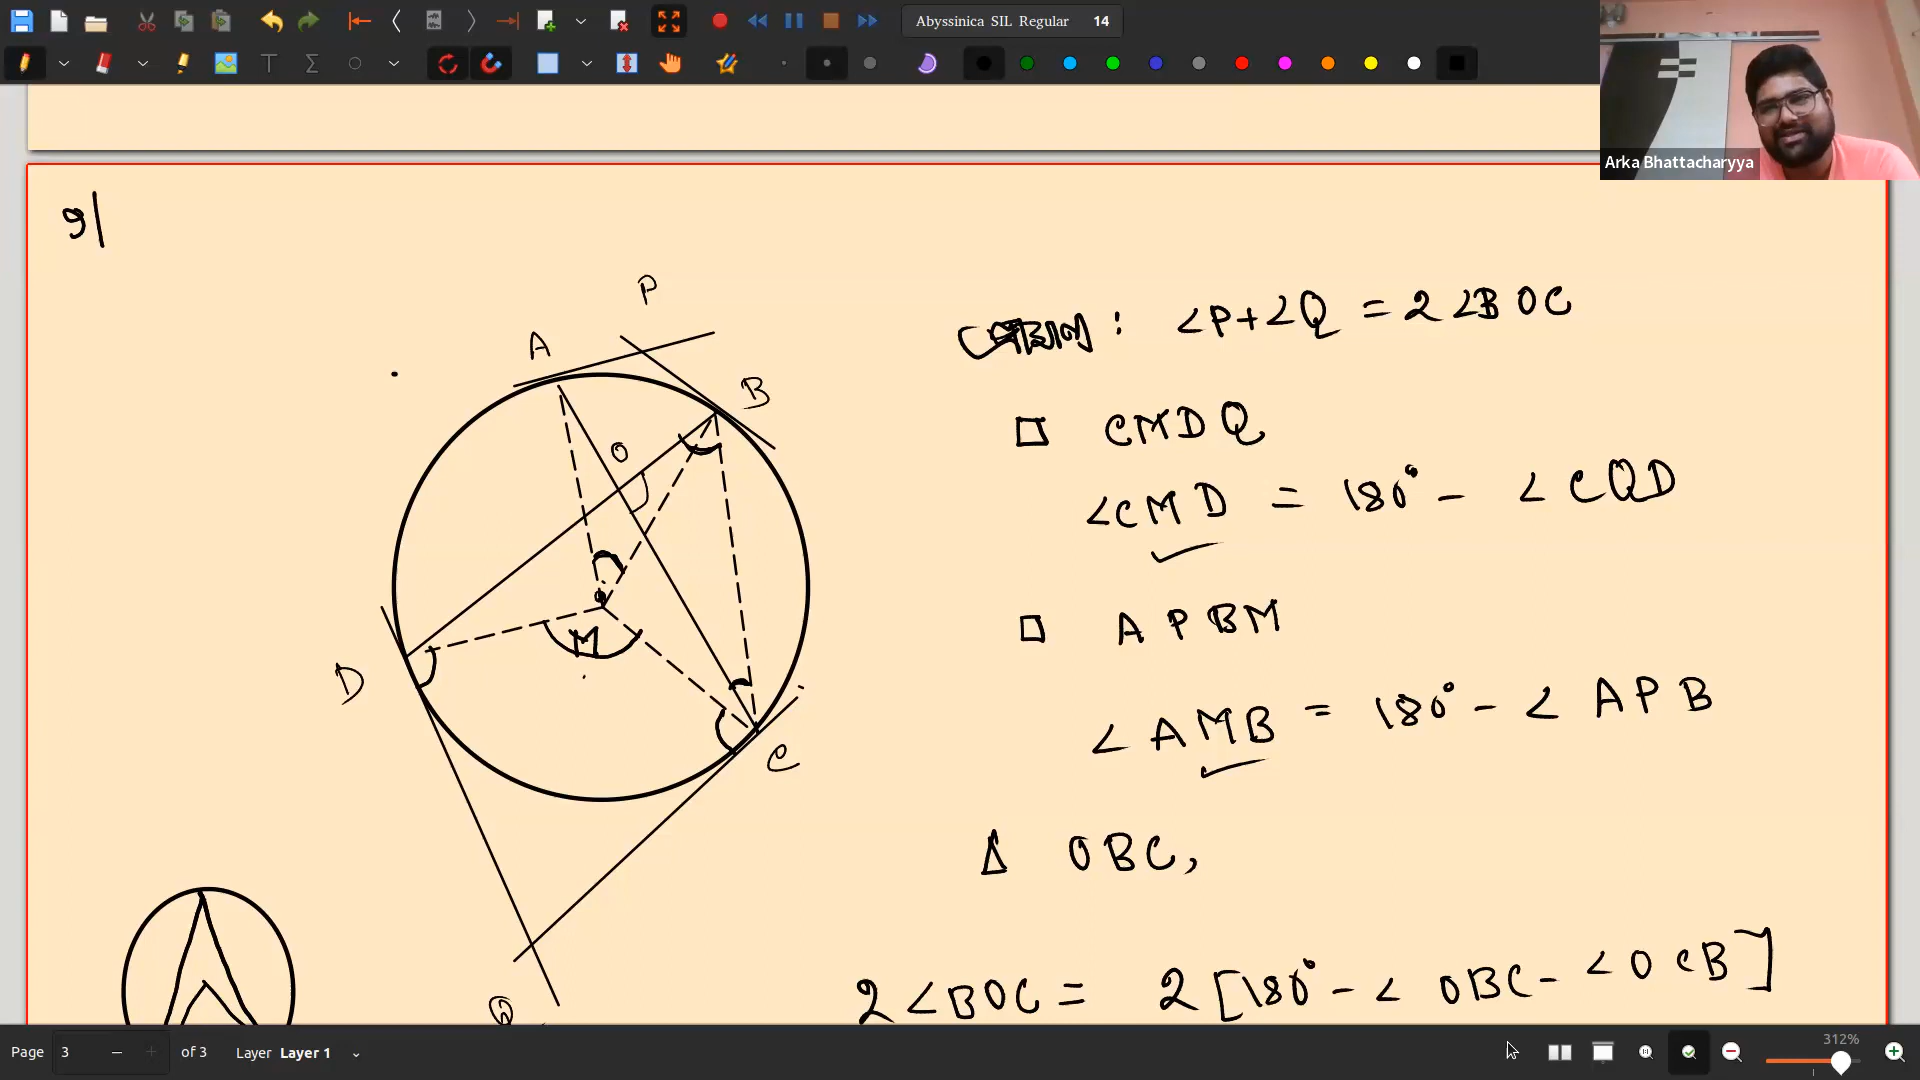 Abyssinica SIL Regular 14
Arka Bhattacharyya
9|
P
A
B
O
M
D
C
Q
: ∠P+∠Q = 2∠BOC
□ CMDQ
∠CMD = 180° - ∠CQD
□ APBM
∠AMB = 180° - ∠APB
Δ OBC,
2∠BOC = 2[180° - ∠OBC - ∠OCB]
Page 3 of 3 Layer Layer 1
312%